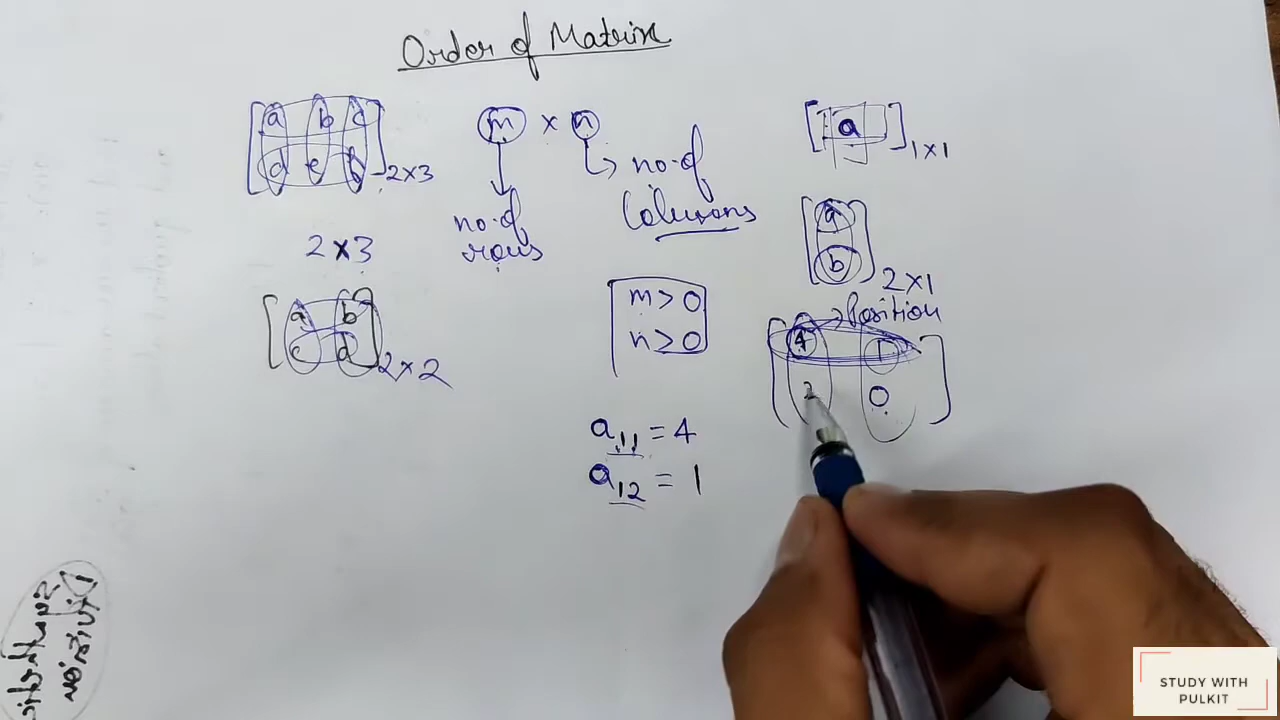 Order of Matrix
[a b c
d e f] 2×3
m × n
no. of rows
no. of Columns
[a] 1×1
2×3
[a
b] 2×1
[a b
c d] 2×2
m > 0
n > 0
Position
[4 1
2 0]
a11 = 4
a12 = 1
STUDY WITH
PULKIT